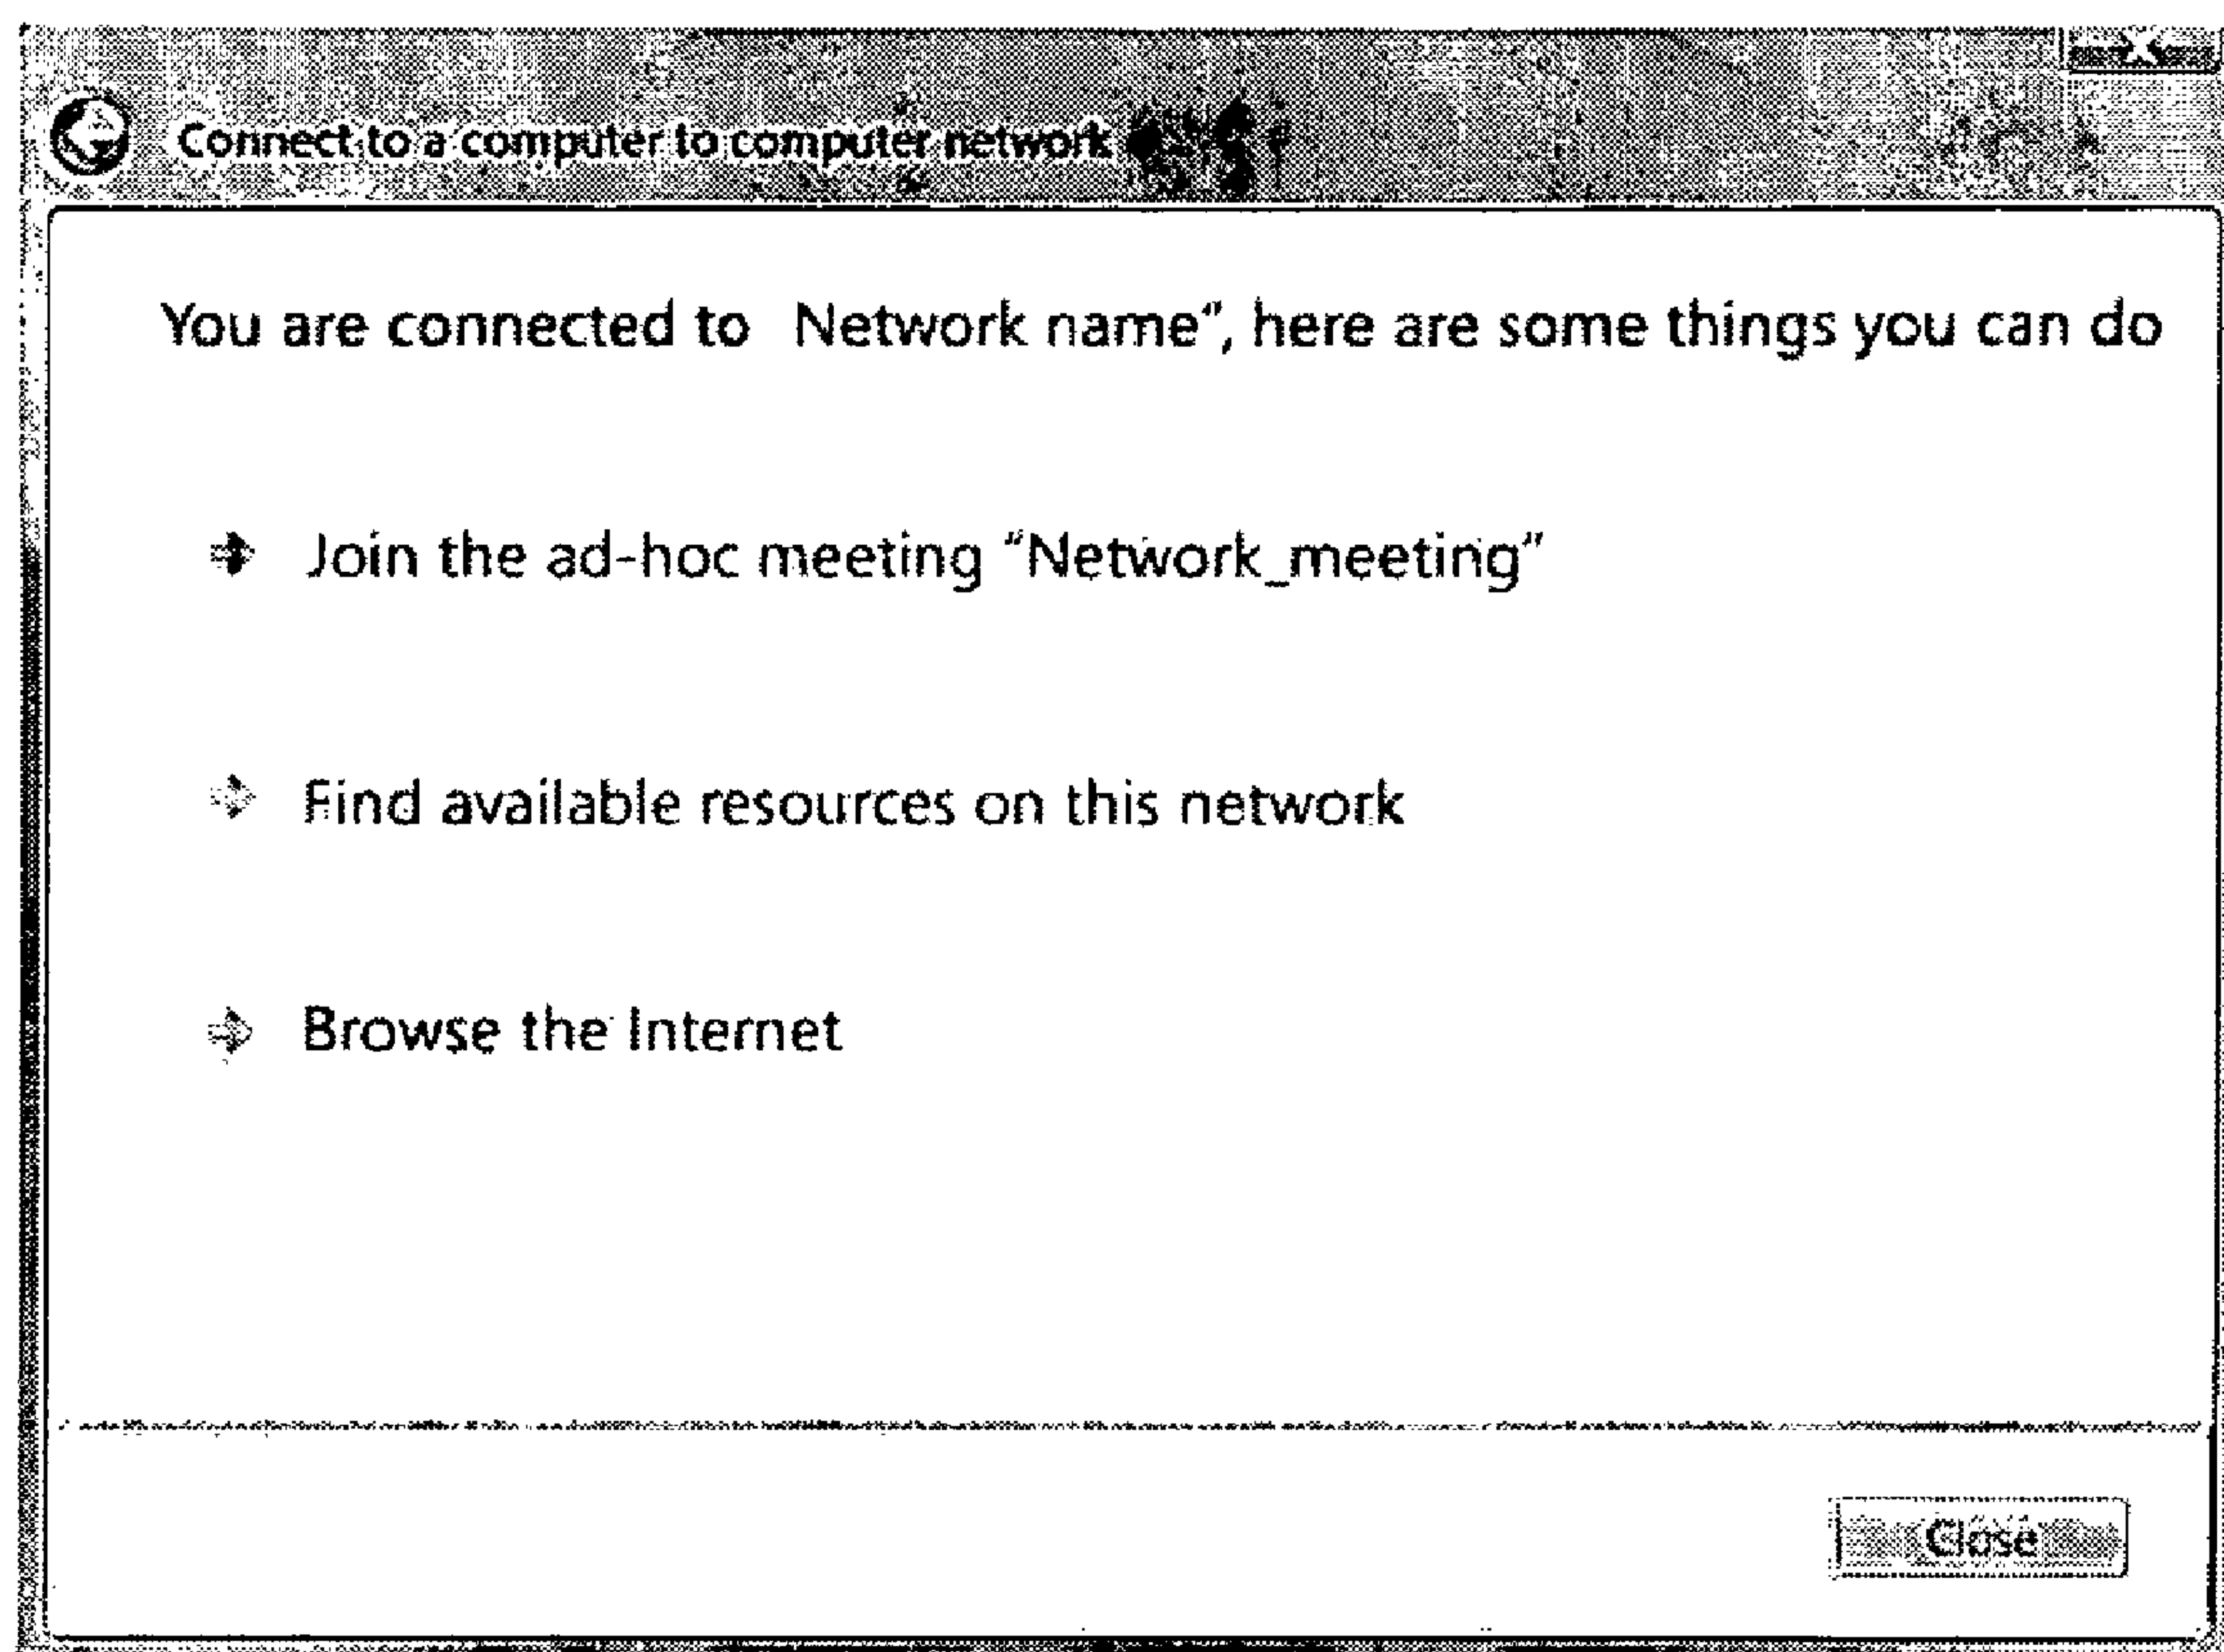 Connect to a computer to computer network
You are connected to Network name”, here are some things you can do
Join the ad-hoc meeting “Network_meeting”
Find available resources on this network
Browse the Internet
Close